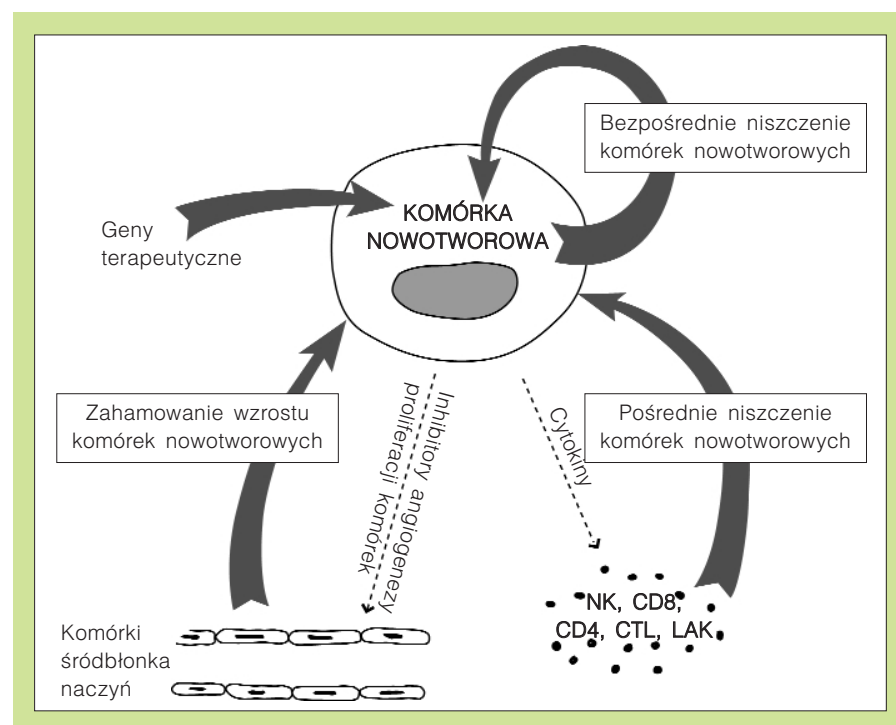 Bezpośrednie niszczenie
komórek nowotworowych
KOMÓRKA
NOWOTWOROWA
Geny
terapeutyczne
Zahamowanie wzrostu
komórek nowotworowych
Inhibitory angiogenezy
proliferacji komórek
Cytokiny
Pośrednie niszczenie
komórek nowotworowych
NK, CD8,
CD4, CTL, LAK
Komórki
śródbłonka
naczyń